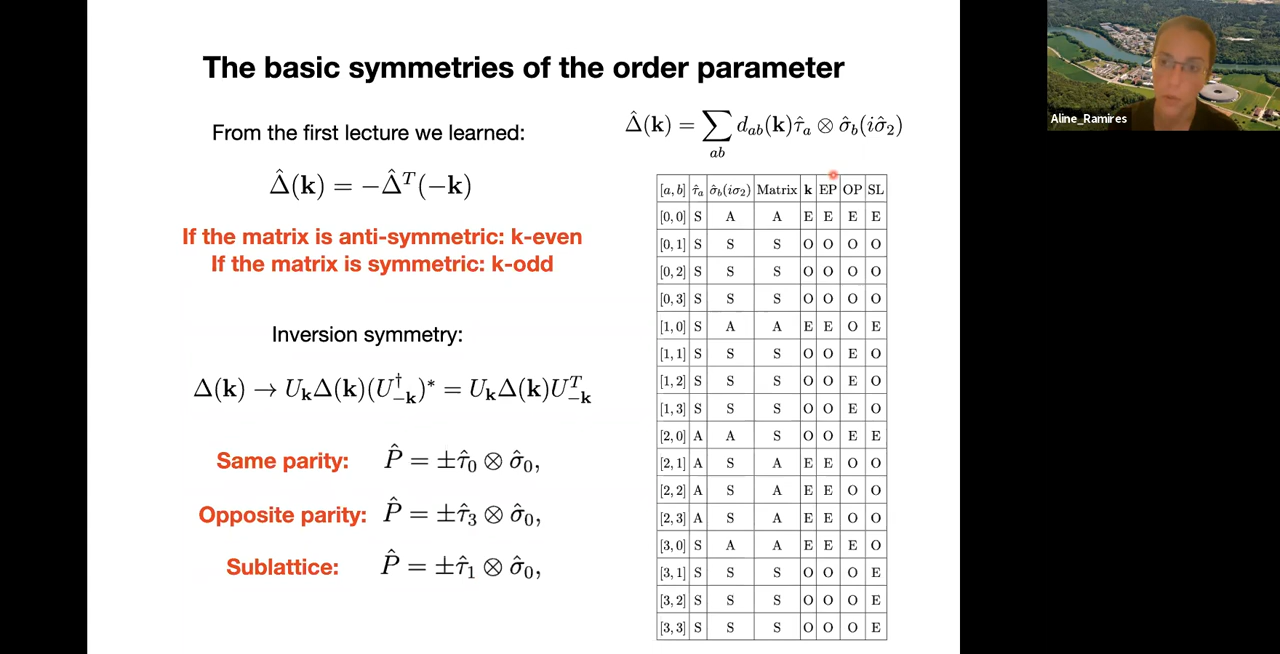 The basic symmetries of the order parameter
From the first lecture we learned:
Δ̂(k) = −Δ̂ᵀ(−k)
If the matrix is anti-symmetric: k-even
If the matrix is symmetric: k-odd
Inversion symmetry:
Δ(k) → U_k Δ(k)(U†_−k)* = U_k Δ(k)Uᵀ_−k
Same parity: P̂ = ±τ̂₀ ⊗ σ̂₀,
Opposite parity: P̂ = ±τ̂₃ ⊗ σ̂₀,
Sublattice: P̂ = ±τ̂₁ ⊗ σ̂₀,
Δ̂(k) = ∑ d_ab(k)τ̂_a ⊗ σ̂_b(iσ̂₂)
ab
[a, b] τ̂_a σ̂_b(iσ₂) Matrix k EP OP SL
[0, 0] S A A E E E E
[0, 1] S S S O O O O
[0, 2] S S S O O O O
[0, 3] S S S O O O O
[1, 0] S A A E E O E
[1, 1] S S S O O E O
[1, 2] S S S O O E O
[1, 3] S S S O O E O
[2, 0] A A S O O E E
[2, 1] A S A E E O O
[2, 2] A S A E E O O
[2, 3] A S A E E O O
[3, 0] S A A E E E O
[3, 1] S S S O O O E
[3, 2] S S S O O O E
[3, 3] S S S O O O E
Aline_Ramires